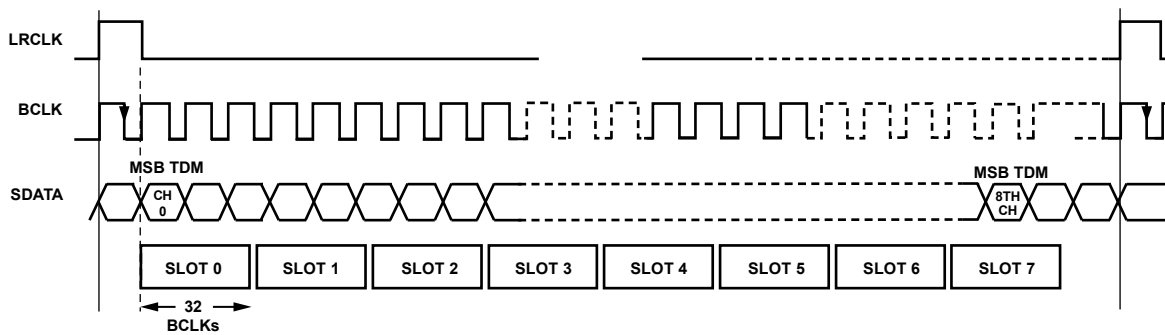 LRCLK
BCLK
MSB TDM
MSB TDM
SDATA
CH
0
8TH
CH
SLOT 0
SLOT 1
SLOT 2
SLOT 3
SLOT 4
SLOT 5
SLOT 6
SLOT 7
32
BCLKs